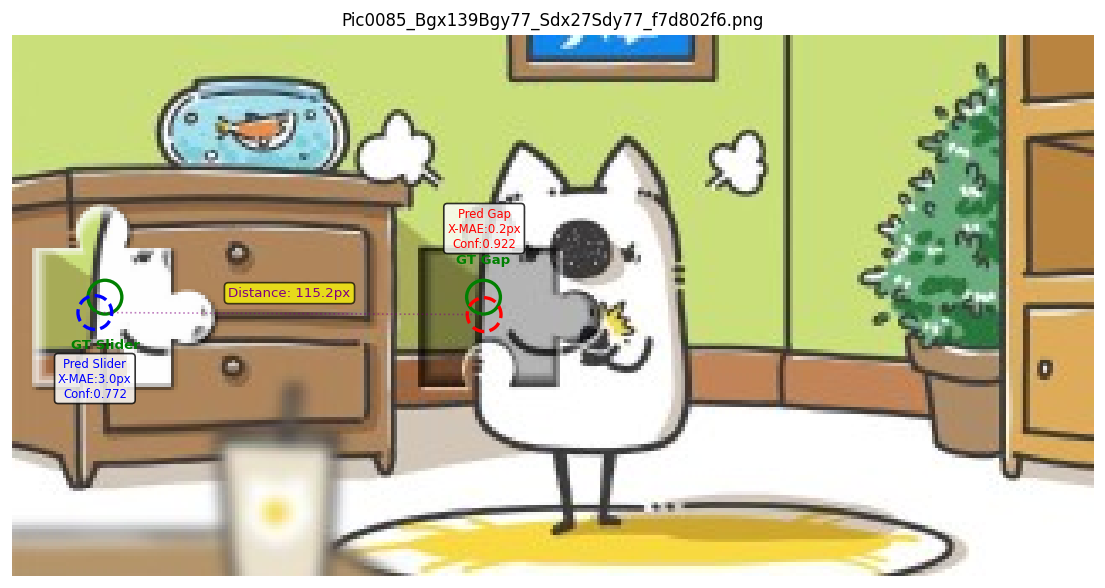 Pic0085_Bgx139Bgy77_Sdx27Sdy77_f7d802f6.png
Pred Gap
X-MAE:0.2px
Conf:0.922
GT Gap
Distance: 115.2px
GT Slider
Pred Slider
X-MAE:3.0px
Conf:0.772